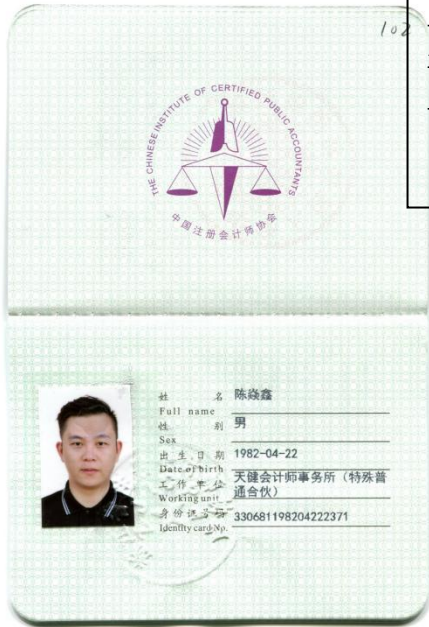 102
THE CHINESE INSTITUTE OF CERTIFIED PUBLIC ACCOUNTANTS
中国注册会计师协会
姓 名 陈焱鑫
Full name
性 别 男
Sex
出 生 日 期 1982-04-22
Date of birth
工 作 单 位 天健会计师事务所（特殊普
通合伙）
Working unit
身份证号码 330681198204222371
Identity card No.